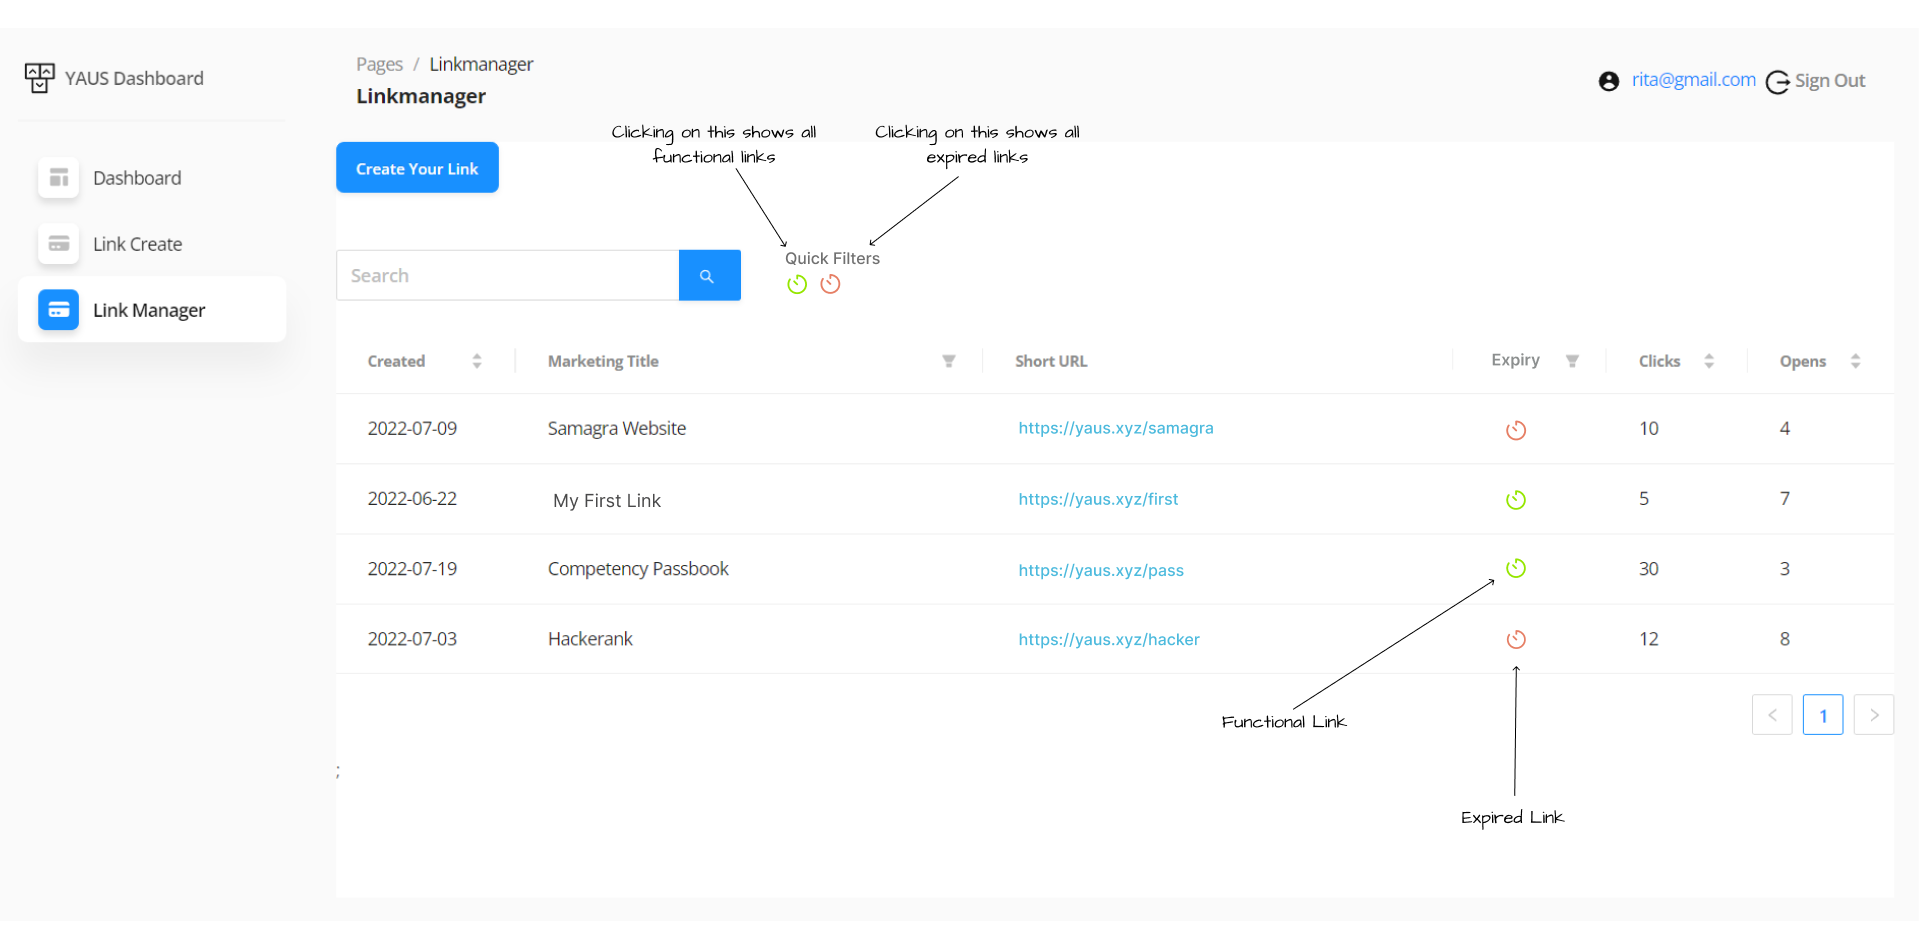 YAUS Dashboard
Dashboard
Link Create
Link Manager
Pages / Linkmanager
Linkmanager
rita@gmail.com Sign Out
Create Your Link
Clicking on this shows all
functional links
Clicking on this shows all
expired links
Search
Quick Filters
Created Marketing Title Short URL Expiry Clicks Opens
2022-07-09 Samagra Website https://yaus.xyz/samagra 10 4
2022-06-22 My First Link https://yaus.xyz/first 5 7
2022-07-19 Competency Passbook https://yaus.xyz/pass 30 3
2022-07-03 Hackerank https://yaus.xyz/hacker 12 8
Functional Link
< 1 >
;
Expired Link